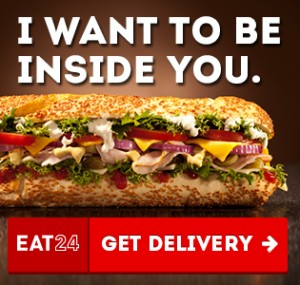 I WANT TO BE
INSIDE YOU.
EAT24
GET DELIVERY →